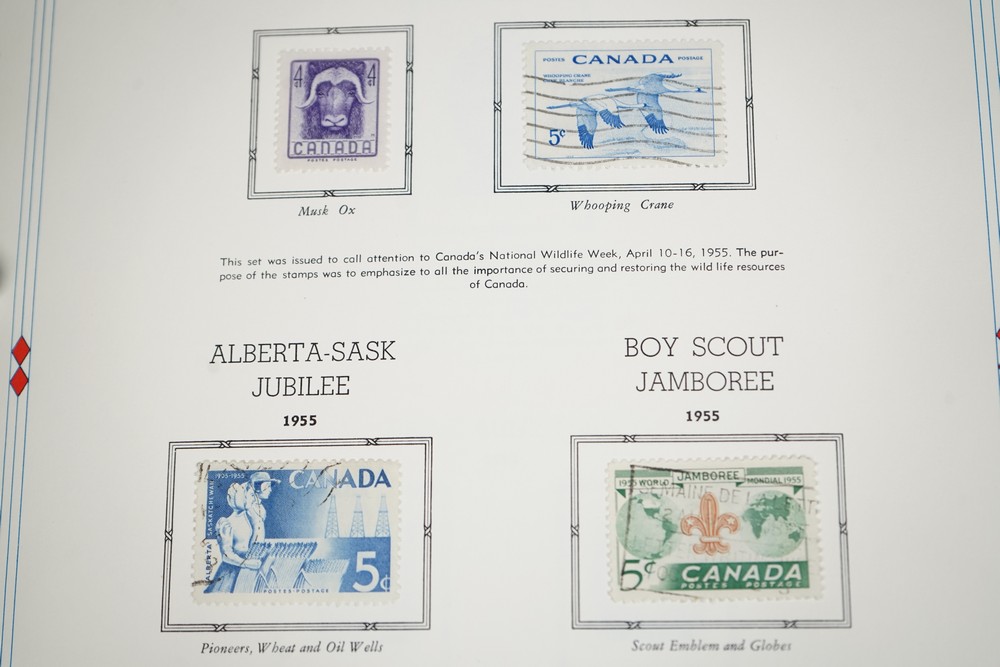 4¢ 4¢
CANADA
POSTES POSTAGE
POSTES CANADA POSTAGE
WHOOPING CRANE
5¢
Musk Ox
Whooping Crane
This set was issued to call attention to Canada's National Wildlife Week, April 10-16, 1955. The pur-
pose of the stamps was to emphasize to all the importance of securing and restoring the wild life resources
of Canada.
ALBERTA-SASK
JUBILEE
1955
BOY SCOUT
JAMBOREE
1955
1905-1955
CANADA
ALBERTA SASKATCHEWAN
5¢
POSTES-POSTAGE
1955 WORLD JAMBOREE MONDIAL 1955
5¢ CANADA
POSTES POSTAGE
Pioneers, Wheat and Oil Wells
Scout Emblem and Globes